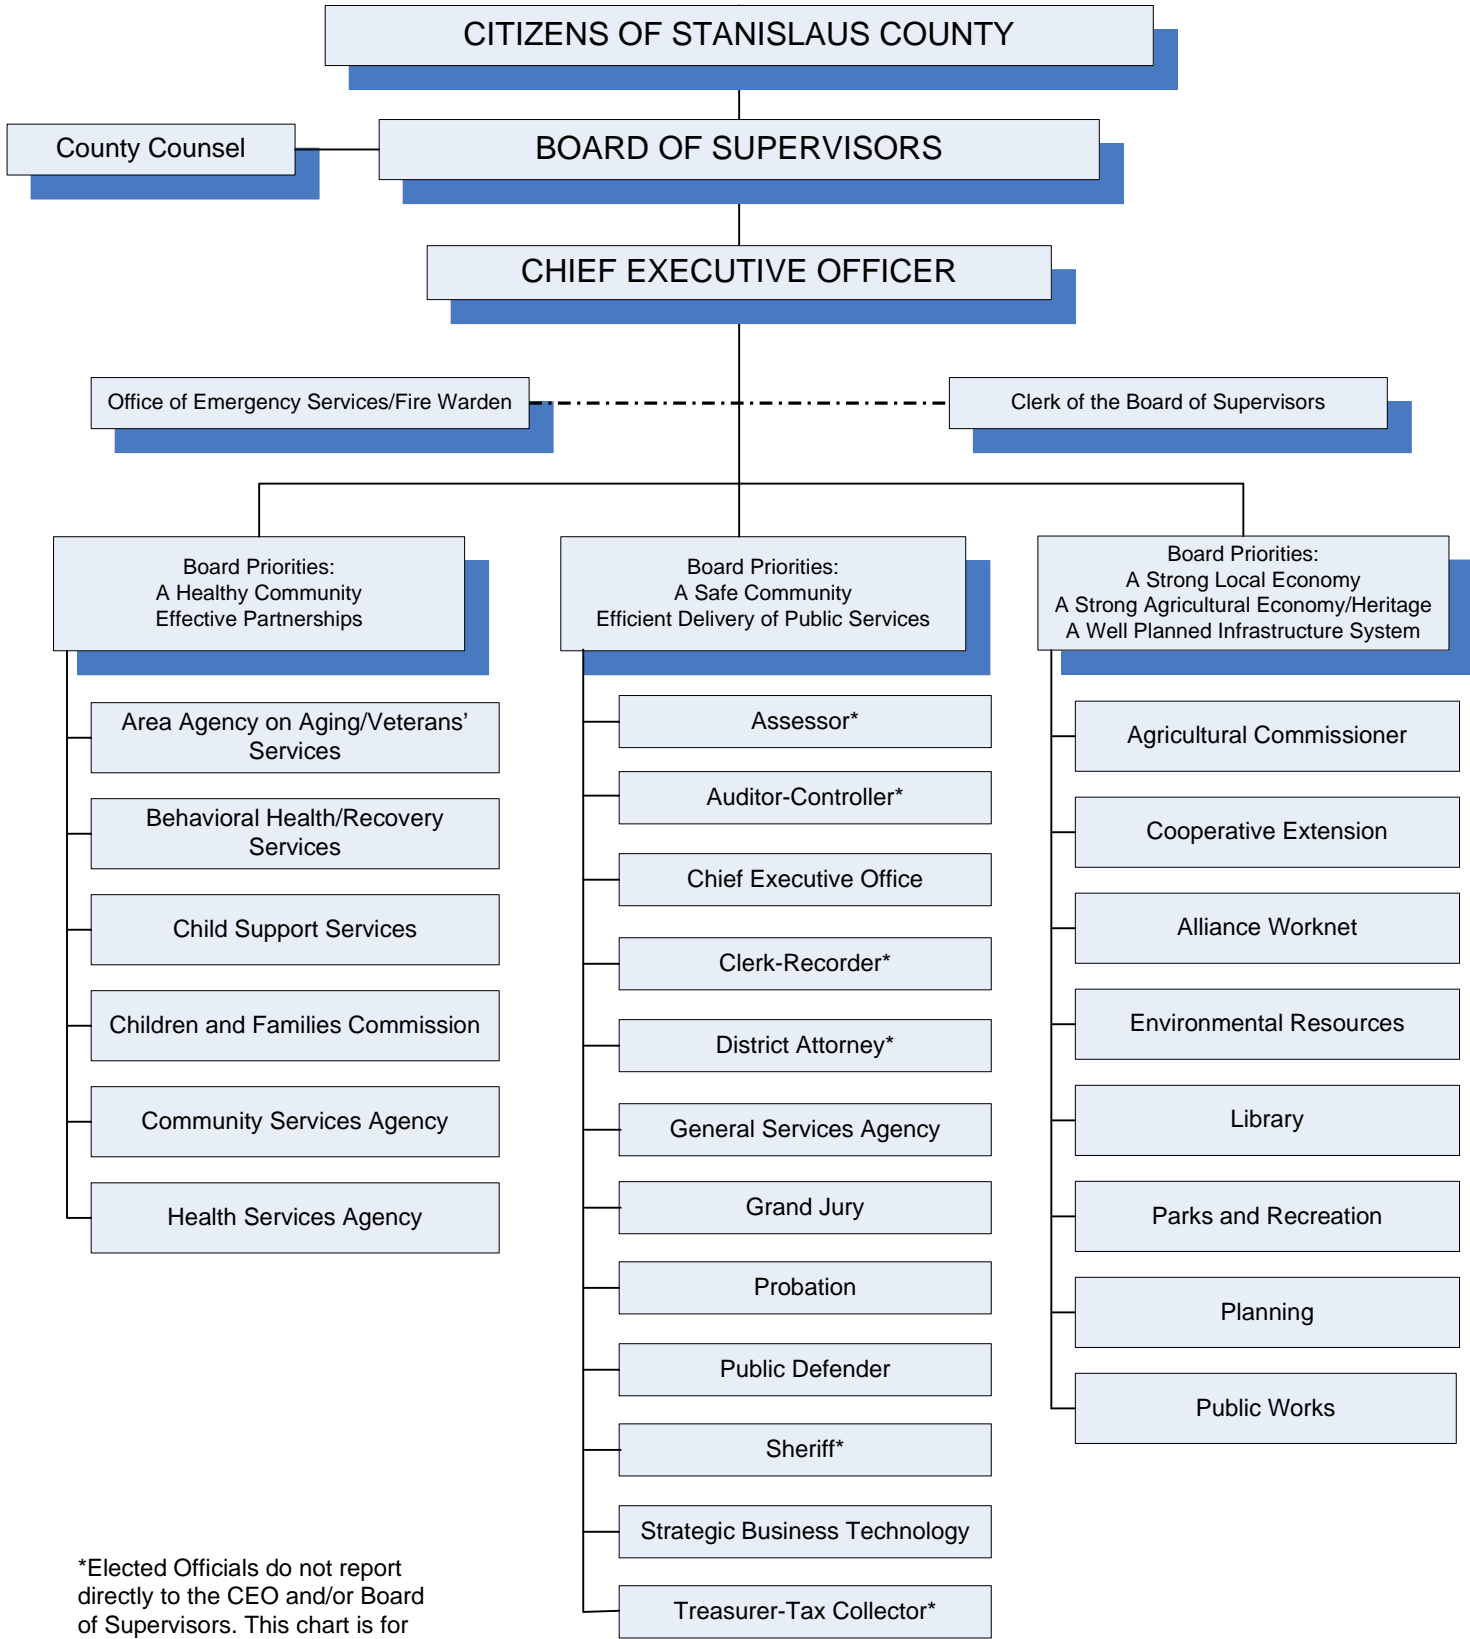 CITIZENS OF STANISLAUS COUNTY
County Counsel
BOARD OF SUPERVISORS
CHIEF EXECUTIVE OFFICER
Office of Emergency Services/Fire Warden
Clerk of the Board of Supervisors
Board Priorities:
A Healthy Community
Effective Partnerships
Area Agency on Aging/Veterans’
Services
Behavioral Health/Recovery
Services
Child Support Services
Children and Families Commission
Community Services Agency
Health Services Agency
Board Priorities:
A Safe Community
Efficient Delivery of Public Services
Assessor*
Auditor-Controller*
Chief Executive Office
Clerk-Recorder*
District Attorney*
General Services Agency
Grand Jury
Probation
Public Defender
Sheriff*
Strategic Business Technology
Treasurer-Tax Collector*
Board Priorities:
A Strong Local Economy
A Strong Agricultural Economy/Heritage
A Well Planned Infrastructure System
Agricultural Commissioner
Cooperative Extension
Alliance Worknet
Environmental Resources
Library
Parks and Recreation
Planning
Public Works
*Elected Officials do not report
directly to the CEO and/or Board
of Supervisors. This chart is for